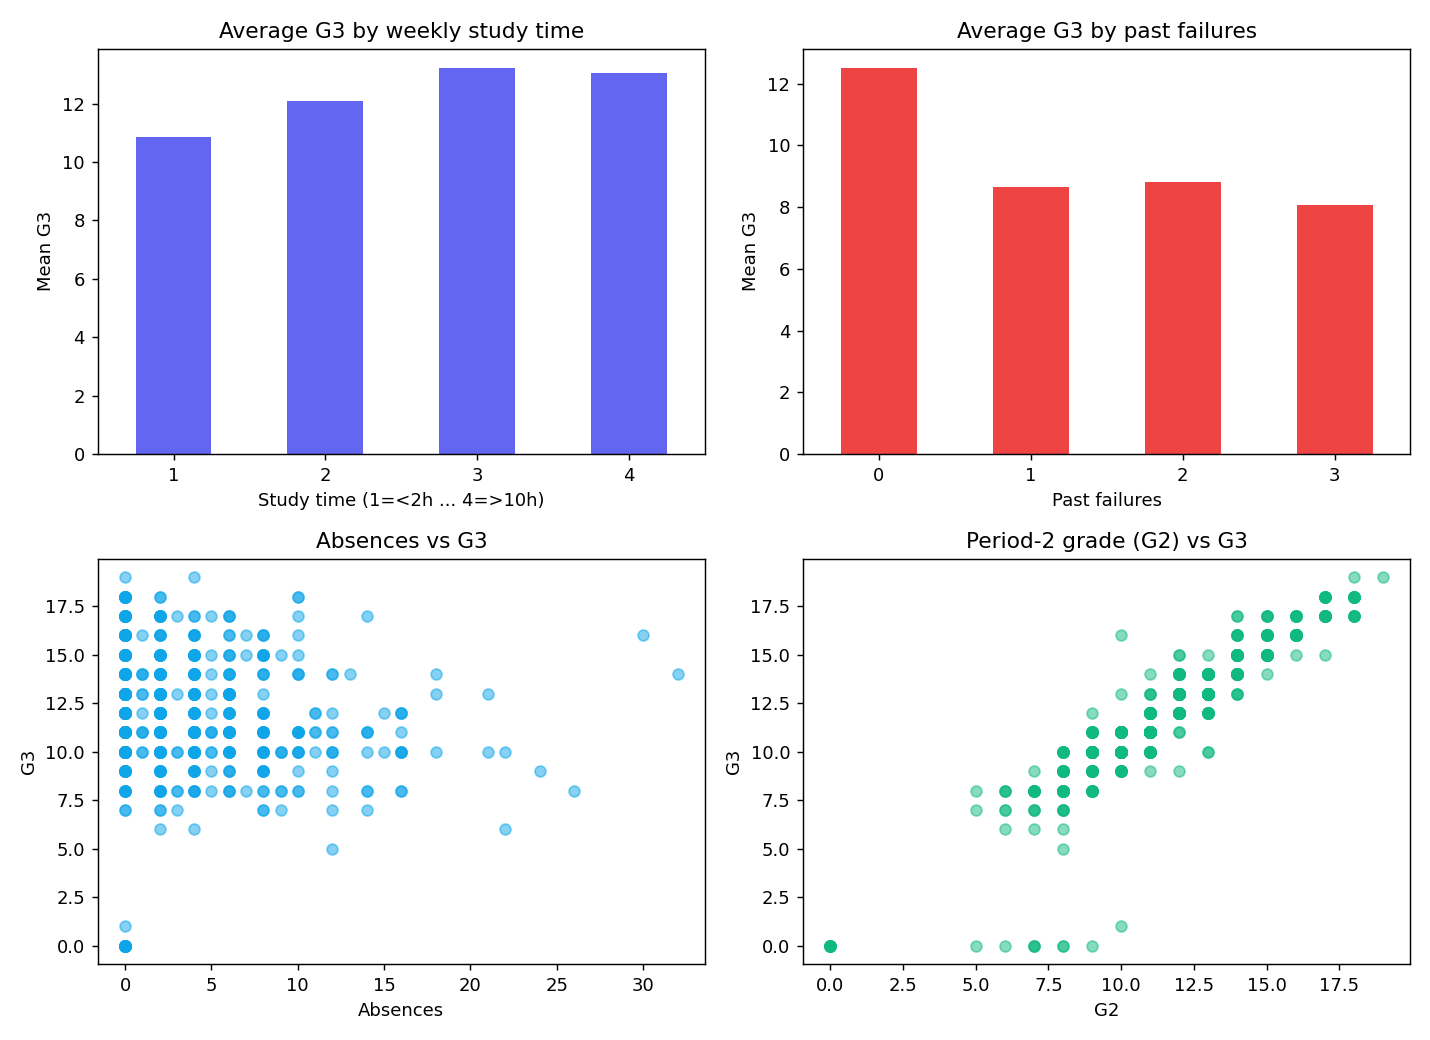 Average G3 by weekly study time
Mean G3
12
10
8
6
4
2
0
1 2 3 4
Study time (1=<2h ... 4=>10h)
Average G3 by past failures
Mean G3
12
10
8
6
4
2
0
0 1 2 3
Past failures
Absences vs G3
G3
17.5
15.0
12.5
10.0
7.5
5.0
2.5
0.0
0 5 10 15 20 25 30
Absences
Period-2 grade (G2) vs G3
G3
17.5
15.0
12.5
10.0
7.5
5.0
2.5
0.0
0.0 2.5 5.0 7.5 10.0 12.5 15.0 17.5
G2